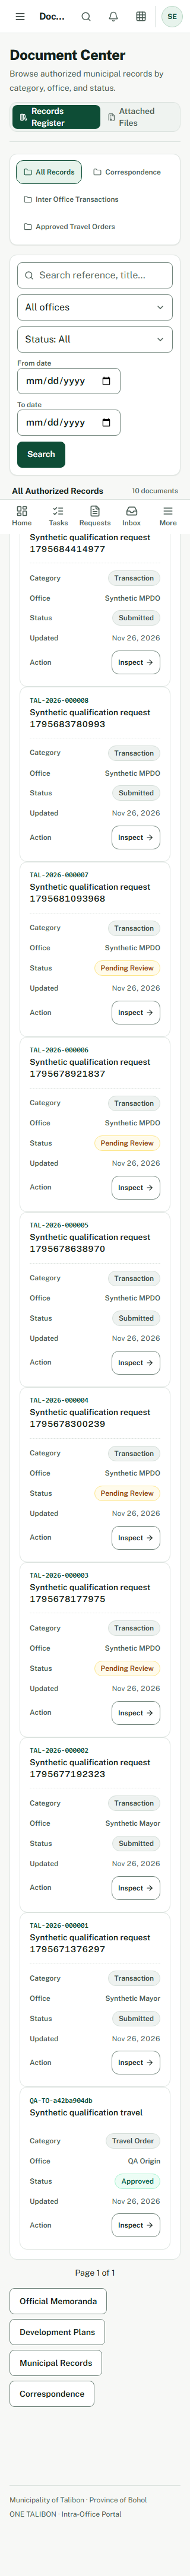 Doc...
SE
Document Center
Browse authorized municipal records by
category, office, and status.
Records
Register
Attached
Files
All Records
Correspondence
Inter Office Transactions
Approved Travel Orders
Search reference, title...
All offices
Status: All
From date
mm/dd/yyyy
To date
mm/dd/yyyy
Search
All Authorized Records
10 documents
Home
Tasks
Requests
Inbox
More
Synthetic qualification request
1795684414977
Category
Transaction
Office
Synthetic MPDO
Status
Submitted
Updated
Nov 26, 2026
Action
Inspect →
TAL-2026-000008
Synthetic qualification request
1795683780993
Category
Transaction
Office
Synthetic MPDO
Status
Submitted
Updated
Nov 26, 2026
Action
Inspect →
TAL-2026-000007
Synthetic qualification request
1795681093968
Category
Transaction
Office
Synthetic MPDO
Status
Pending Review
Updated
Nov 26, 2026
Action
Inspect →
TAL-2026-000006
Synthetic qualification request
1795678921837
Category
Transaction
Office
Synthetic MPDO
Status
Pending Review
Updated
Nov 26, 2026
Action
Inspect →
TAL-2026-000005
Synthetic qualification request
1795678638970
Category
Transaction
Office
Synthetic MPDO
Status
Submitted
Updated
Nov 26, 2026
Action
Inspect →
TAL-2026-000004
Synthetic qualification request
1795678300239
Category
Transaction
Office
Synthetic MPDO
Status
Pending Review
Updated
Nov 26, 2026
Action
Inspect →
TAL-2026-000003
Synthetic qualification request
1795678177975
Category
Transaction
Office
Synthetic MPDO
Status
Pending Review
Updated
Nov 26, 2026
Action
Inspect →
TAL-2026-000002
Synthetic qualification request
1795677192323
Category
Transaction
Office
Synthetic Mayor
Status
Submitted
Updated
Nov 26, 2026
Action
Inspect →
TAL-2026-000001
Synthetic qualification request
1795671376297
Category
Transaction
Office
Synthetic Mayor
Status
Submitted
Updated
Nov 26, 2026
Action
Inspect →
QA-TO-a42ba904db
Synthetic qualification travel
Category
Travel Order
Office
QA Origin
Status
Approved
Updated
Nov 26, 2026
Action
Inspect →
Page 1 of 1
Official Memoranda
Development Plans
Municipal Records
Correspondence
Municipality of Talibon · Province of Bohol
ONE TALIBON · Intra-Office Portal